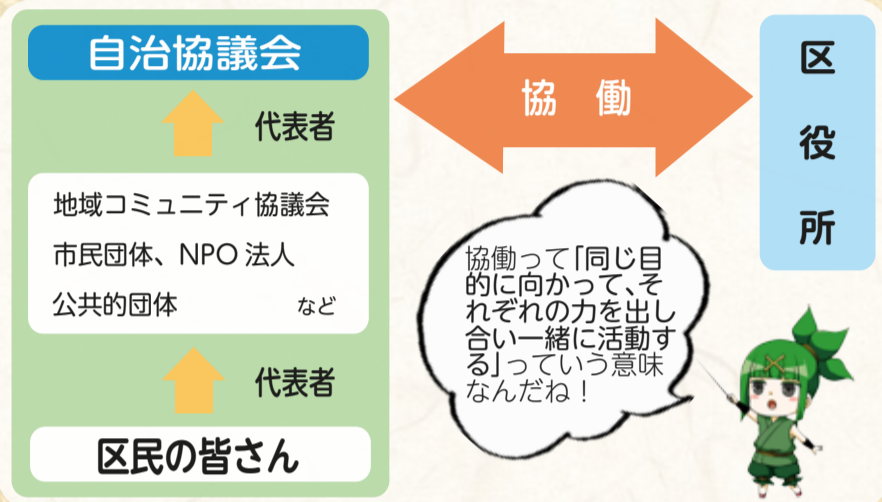 自治協議会
代表者
地域コミュニティ協議会
市民団体、NPO法人
公共的団体 など
代表者
区民の皆さん
協 働
区役所
協働って「同じ目
的に向かって、そ
れぞれの力を出し
合い一緒に活動す
る」っていう意味
なんだね！